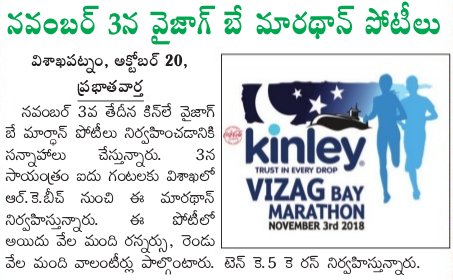 నవంబర్ 3న వైజాగ్ బే మారథాన్ పోటీలు
విశాఖపట్నం, అక్టోబర్ 20,
ప్రభాతవార్త
నవంబర్ 3వ తేదీన కిన్‌లే వైజాగ్
బే మార్థాన్ పోటీలు నిర్వహించడానికి
సన్నాహాలు చేస్తున్నారు. 3న
సాయంత్రం ఐదు గంటలకు విశాఖలో
ఆర్.కె.బీచ్ నుంచి ఈ మారథాన్
నిర్వహిస్తున్నారు. ఈ పోటీలో
అయిదు వేల మంది రన్నర్సు, రెండు
వేల మంది వాలంటీర్లు పాల్గొంటారు. టెన్ కె.5 కె రన్ నిర్వహిస్తున్నారు.
kinley
TRUST IN EVERY DROP
VIZAG BAY
MARATHON
NOVEMBER 3rd 2018